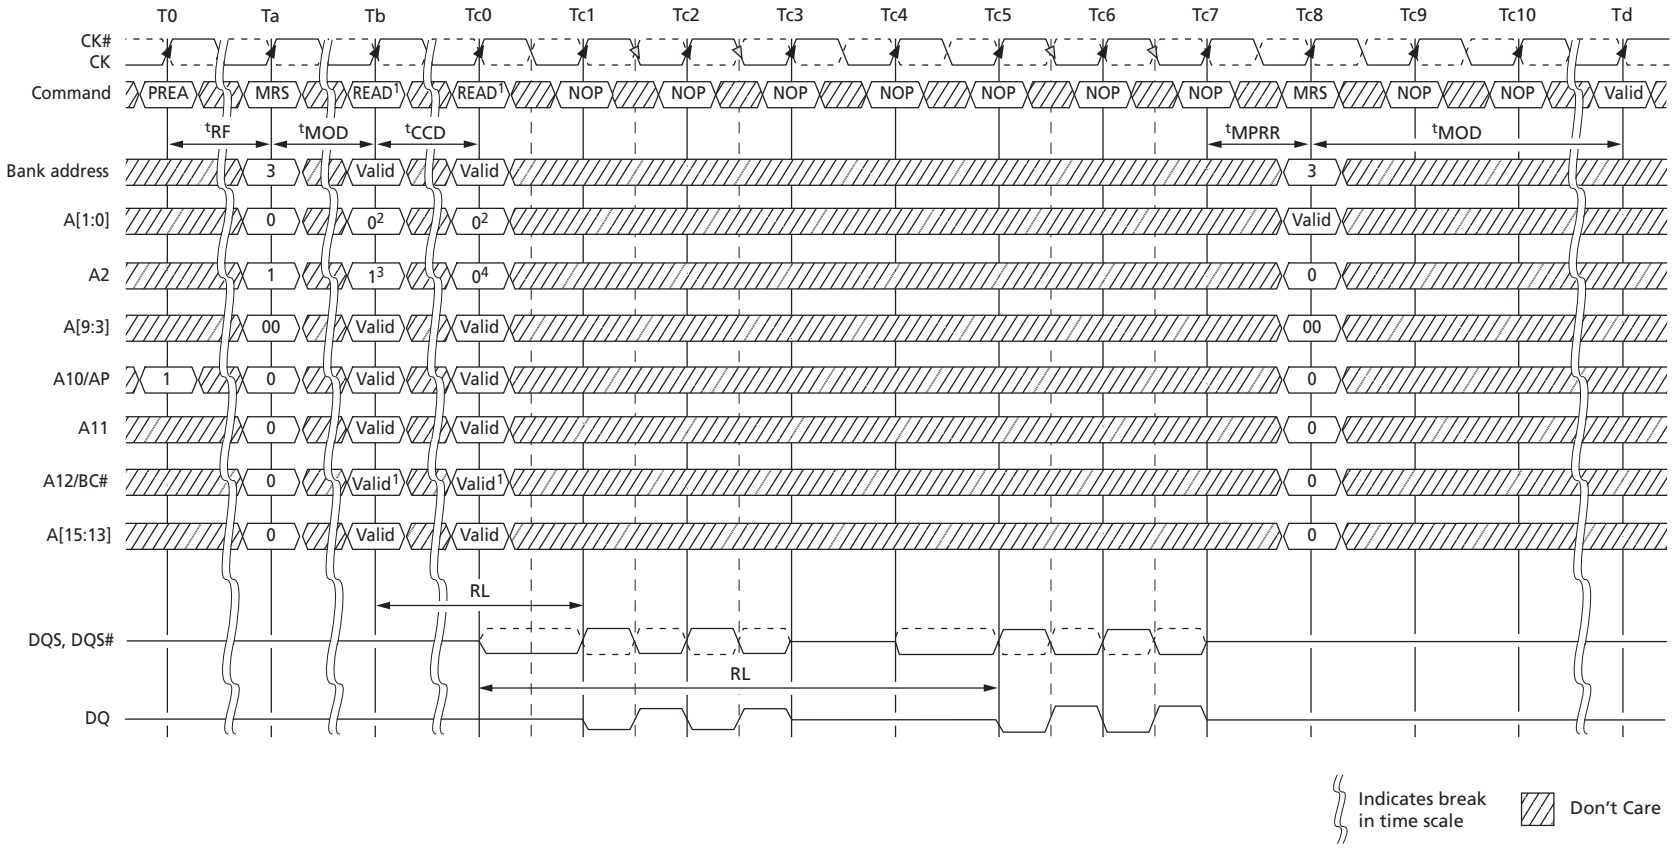 T0 Ta Tb Tc0 Tc1 Tc2 Tc3 Tc4 Tc5 Tc6 Tc7 Tc8 Tc9 Tc10 Td
CK#
CK
Command PREA MRS READ1 READ1 NOP NOP NOP NOP NOP NOP NOP MRS NOP NOP Valid
tRF tMOD tCCD tMPRR tMOD
Bank address 3 Valid Valid 3
A[1:0] 0 02 02 Valid
A2 1 13 04 0
A[9:3] 00 Valid Valid 00
A10/AP 1 0 Valid Valid 0
A11 0 Valid Valid 0
A12/BC# 0 Valid1 Valid1 0
A[15:13] 0 Valid Valid 0
RL
DQS, DQS#
RL
DQ
Indicates break
in time scale
Don't Care